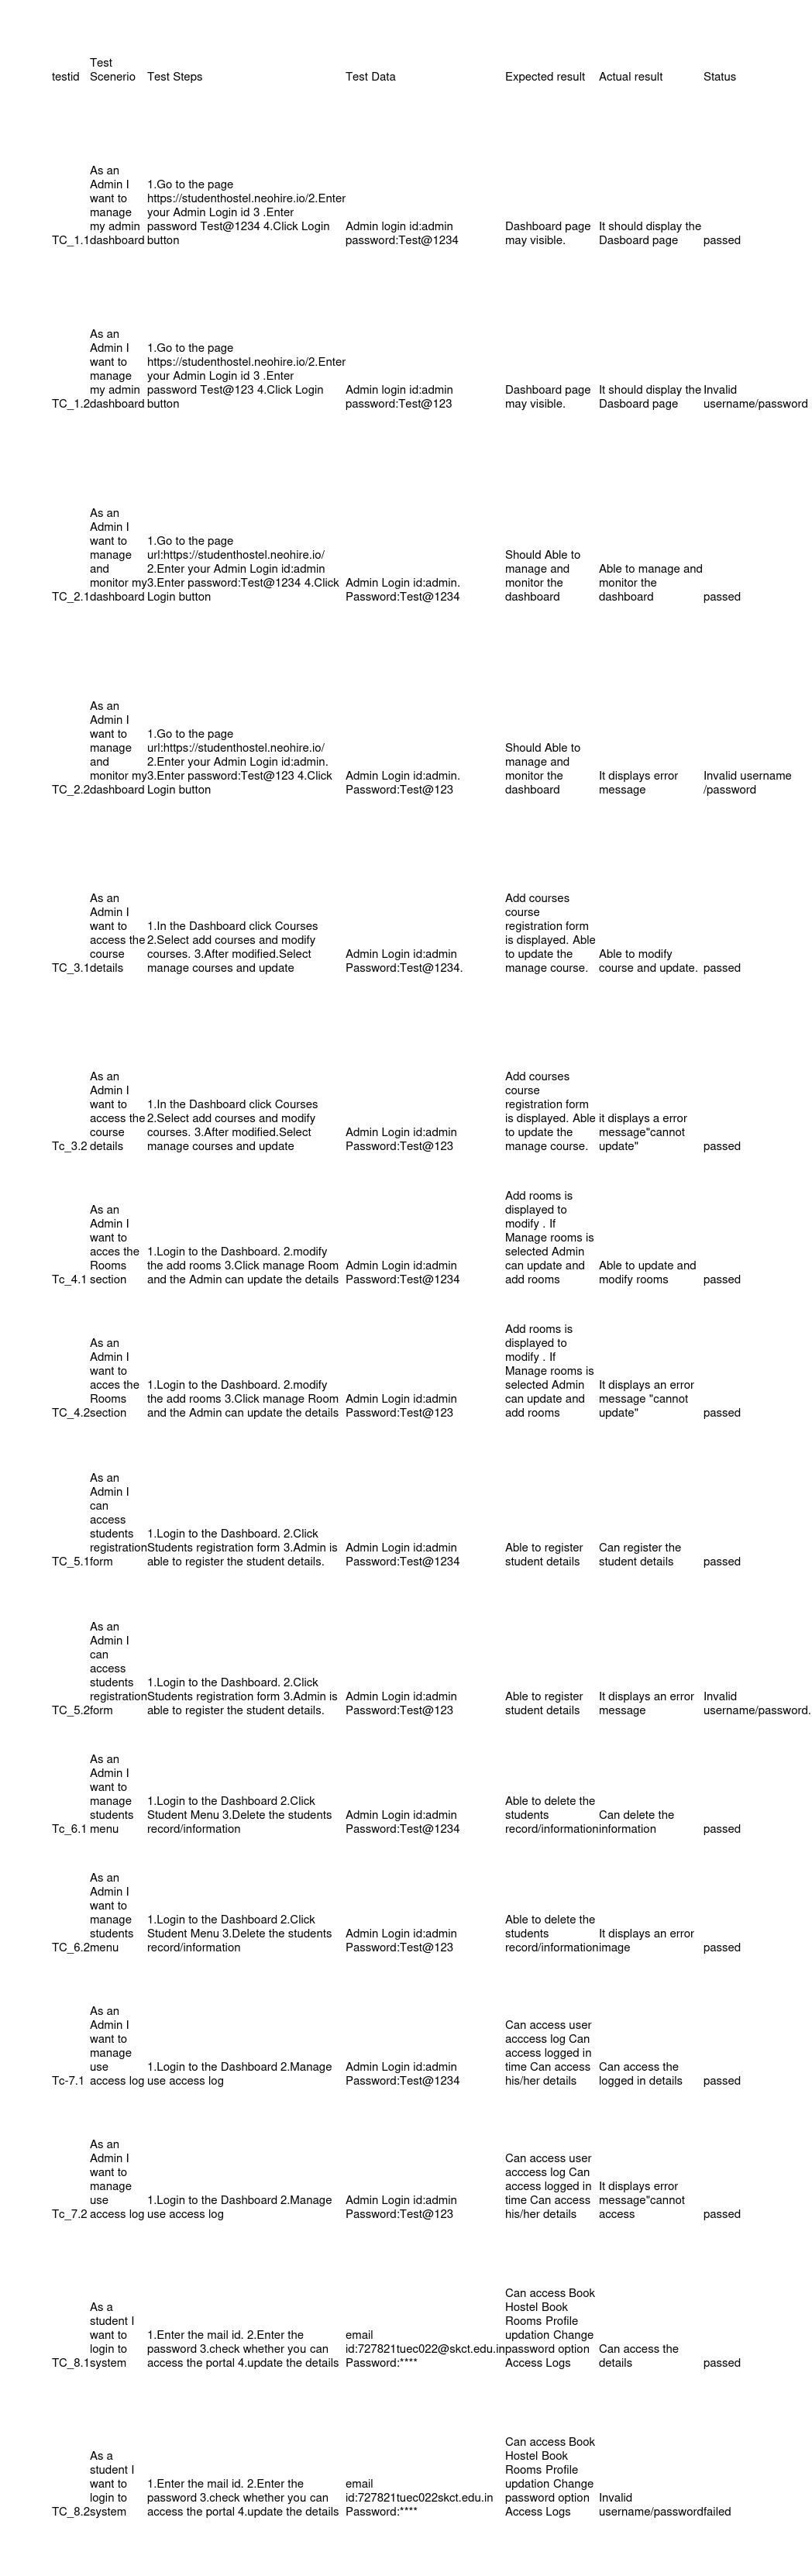 testid Test Scenerio Test Steps Test Data Expected result Actual result Status
TC_1.1 As an Admin I want to manage my admin dashboard 1.Go to the page https://studenthostel.neohire.io/2.Enter your Admin Login id 3 .Enter password Test@1234 4.Click Login button Admin login id:admin password:Test@1234 Dashboard page may visible. It should display the Dasboard page passed
TC_1.2 As an Admin I want to manage my admin dashboard 1.Go to the page https://studenthostel.neohire.io/2.Enter your Admin Login id 3 .Enter password Test@123 4.Click Login button Admin login id:admin password:Test@123 Dashboard page may visible. It should display the Dasboard page Invalid username/password
TC_2.1 As an Admin I want to manage and monitor my dashboard 1.Go to the page url:https://studenthostel.neohire.io/ 2.Enter your Admin Login id:admin 3.Enter password:Test@1234 4.Click Login button Admin Login id:admin. Password:Test@1234 Should Able to manage and monitor the dashboard Able to manage and monitor the dashboard passed
TC_2.2 As an Admin I want to manage and monitor my dashboard 1.Go to the page url:https://studenthostel.neohire.io/ 2.Enter your Admin Login id:admin. 3.Enter password:Test@123 4.Click Login button Admin Login id:admin. Password:Test@123 Should Able to manage and monitor the dashboard It displays error message Invalid username /password
TC_3.1 As an Admin I want to access the course details 1.In the Dashboard click Courses 2.Select add courses and modify courses. 3.After modified.Select manage courses and update Admin Login id:admin Password:Test@1234. Add courses course registration form is displayed. Able to update the manage course. Able to modify course and update. passed
Tc_3.2 As an Admin I want to access the course details 1.In the Dashboard click Courses 2.Select add courses and modify courses. 3.After modified.Select manage courses and update Admin Login id:admin Password:Test@123 Add courses course registration form is displayed. Able to update the manage course. it displays a error message"cannot update" passed
Tc_4.1 As an Admin I want to acces the Rooms section 1.Login to the Dashboard. 2.modify the add rooms 3.Click manage Room and the Admin can update the details Admin Login id:admin Password:Test@1234 Add rooms is displayed to modify . If Manage rooms is selected Admin can update and add rooms Able to update and modify rooms passed
TC_4.2 As an Admin I want to acces the Rooms section 1.Login to the Dashboard. 2.modify the add rooms 3.Click manage Room and the Admin can update the details Admin Login id:admin Password:Test@123 Add rooms is displayed to modify . If Manage rooms is selected Admin can update and add rooms It displays an error message "cannot update" passed
TC_5.1 As an Admin I can access students registration form 1.Login to the Dashboard. 2.Click Students registration form 3.Admin is able to register the student details. Admin Login id:admin Password:Test@1234 Able to register student details Can register the student details passed
TC_5.2 As an Admin I can access students registration form 1.Login to the Dashboard. 2.Click Students registration form 3.Admin is able to register the student details. Admin Login id:admin Password:Test@123 Able to register student details It displays an error message Invalid username/password.
Tc_6.1 As an Admin I want to manage students menu 1.Login to the Dashboard 2.Click Student Menu 3.Delete the students record/information Admin Login id:admin Password:Test@1234 Able to delete the students record/information Can delete the information passed
TC_6.2 As an Admin I want to manage students menu 1.Login to the Dashboard 2.Click Student Menu 3.Delete the students record/information Admin Login id:admin Password:Test@123 Able to delete the students record/information It displays an error image passed
Tc-7.1 As an Admin I want to manage use access log 1.Login to the Dashboard 2.Manage use access log Admin Login id:admin Password:Test@1234 Can access user acccess log Can access logged in time Can access his/her details Can access the logged in details passed
Tc_7.2 As an Admin I want to manage use access log 1.Login to the Dashboard 2.Manage use access log Admin Login id:admin Password:Test@123 Can access user acccess log Can access logged in time Can access his/her details It displays error message"cannot access passed
TC_8.1 As a student I want to login to system 1.Enter the mail id. 2.Enter the password 3.check whether you can access the portal 4.update the details email id:727821tuec022@skct.edu.in Password:**** Can access Book Hostel Book Rooms Profile updation Change password option Access Logs Can access the details passed
TC_8.2 As a student I want to login to system 1.Enter the mail id. 2.Enter the password 3.check whether you can access the portal 4.update the details email id:727821tuec022skct.edu.in Password:**** Can access Book Hostel Book Rooms Profile updation Change password option Access Logs Invalid username/password failed